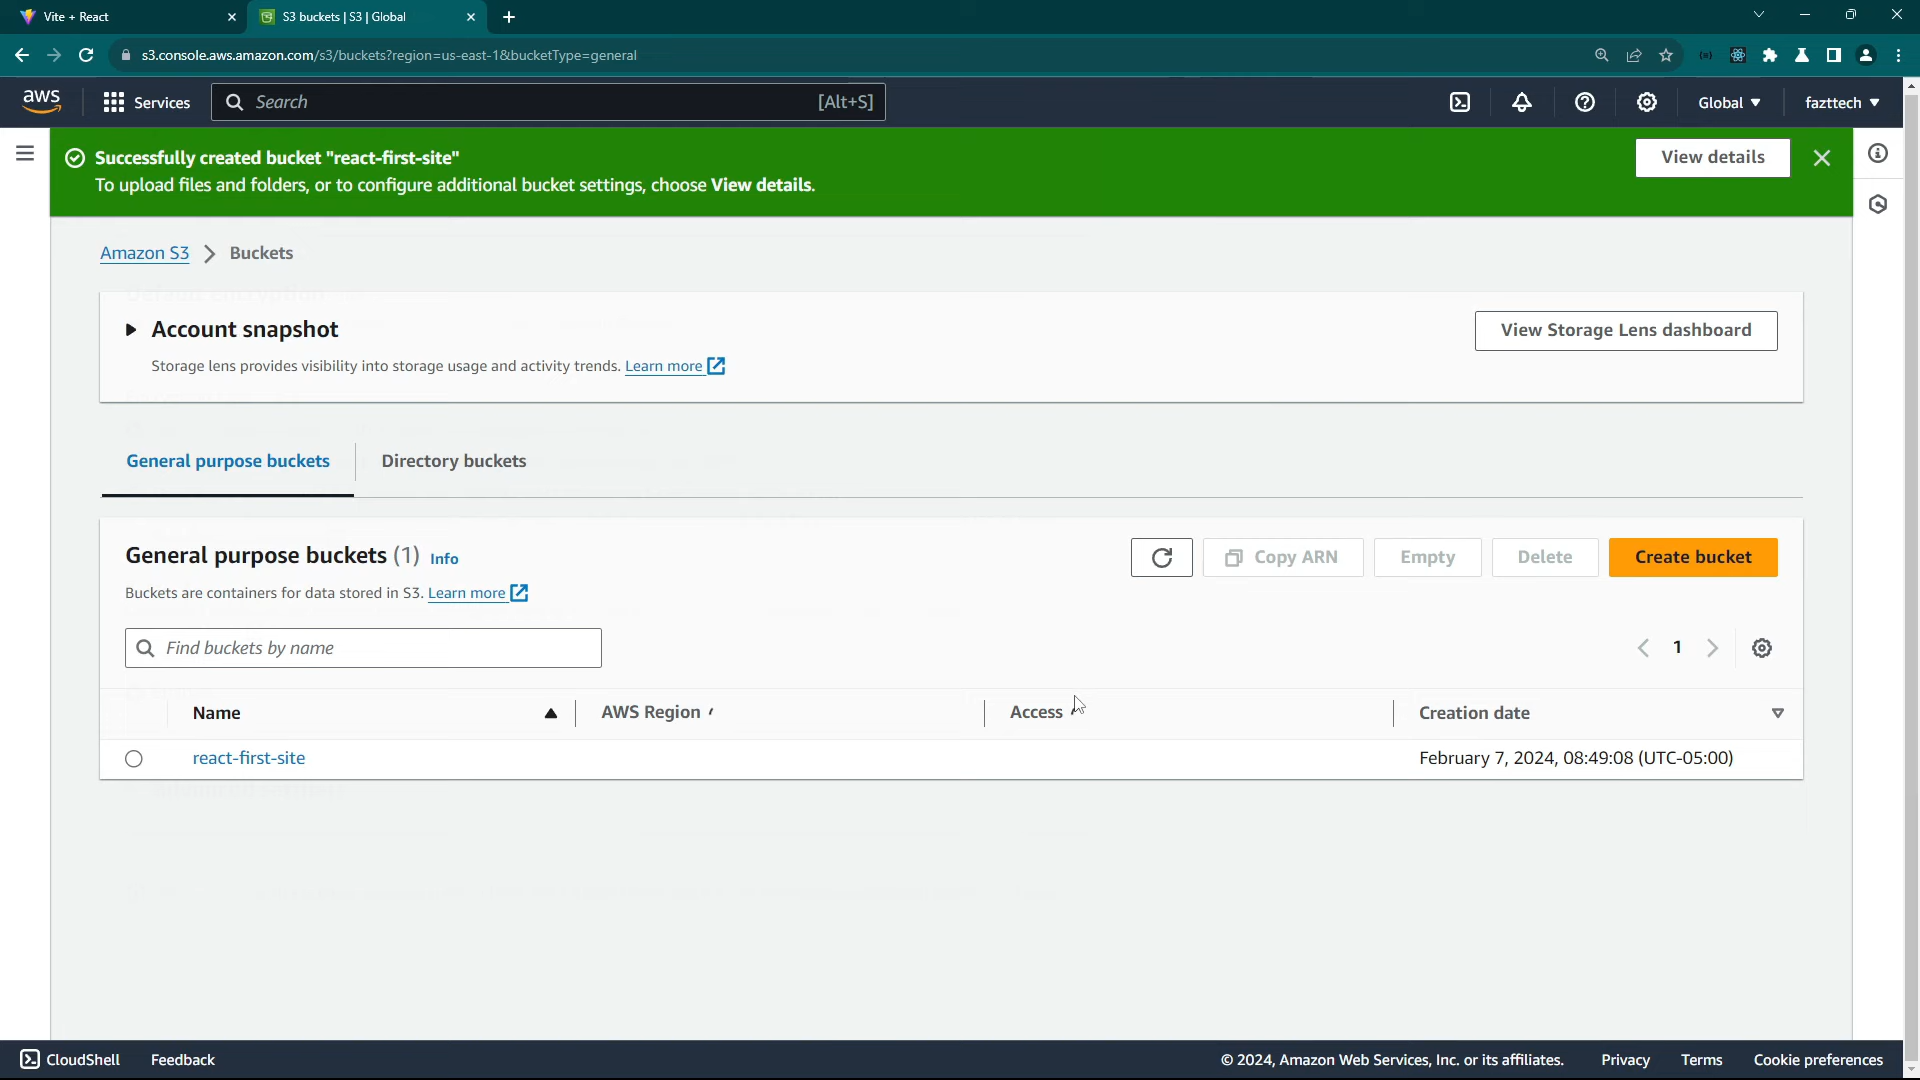 Vite + React
S3 buckets | S3 | Global
s3.console.aws.amazon.com/s3/buckets?region=us-east-1&bucketType=general
aws
Services
Search
[Alt+S]
Global
fazttech
Successfully created bucket "react-first-site"
To upload files and folders, or to configure additional bucket settings, choose View details.
View details
Amazon S3
Buckets
Account snapshot
View Storage Lens dashboard
Storage lens provides visibility into storage usage and activity trends. Learn more
General purpose buckets
Directory buckets
General purpose buckets (1) Info
Copy ARN
Empty
Delete
Create bucket
Buckets are containers for data stored in S3. Learn more
Find buckets by name
1
Name
AWS Region
Access
Creation date
react-first-site
February 7, 2024, 08:49:08 (UTC-05:00)
CloudShell
Feedback
© 2024, Amazon Web Services, Inc. or its affiliates.
Privacy
Terms
Cookie preferences